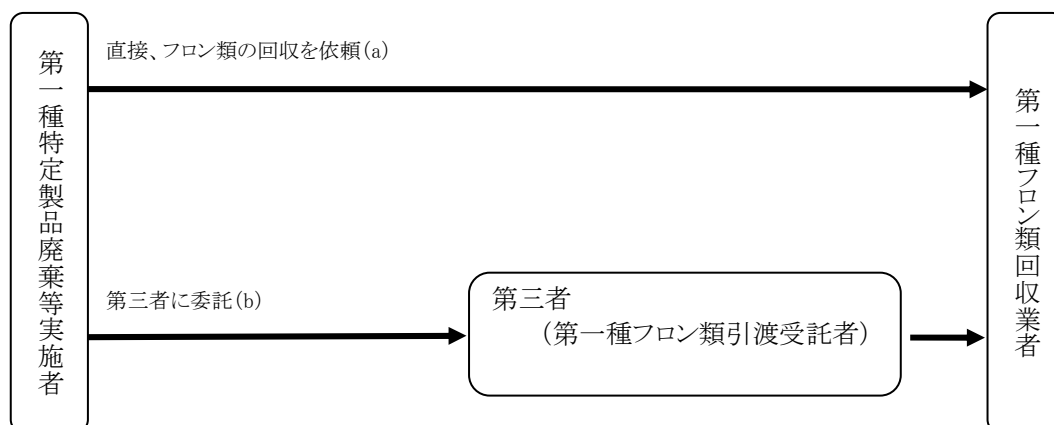 第一種特定製品廃棄等実施者
直接、フロン類の回収を依頼(a)
第三者に委託(b)
第三者
(第一種フロン類引渡受託者)
第一種フロン類回収業者